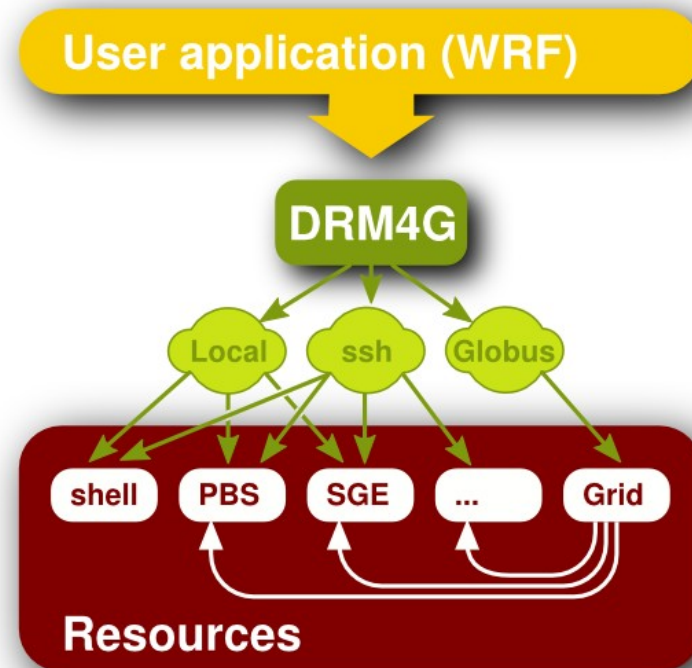 User application (WRF)
DRM4G
Local ssh Globus
shell PBS SGE ... Grid
Resources